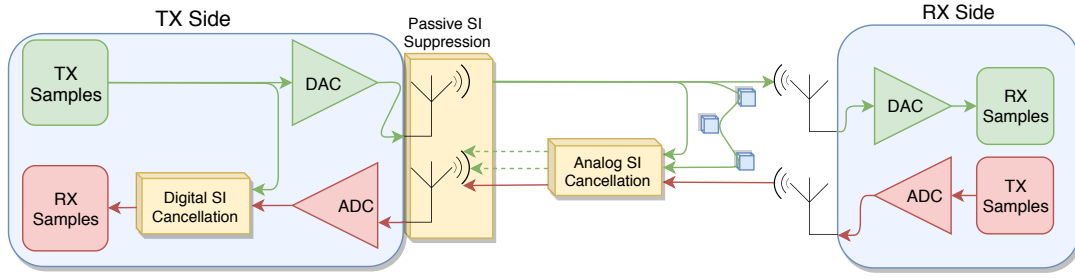 TX Side
Passive SI
Suppression
RX Side
TX
Samples
DAC
DAC
RX
Samples
RX
Samples
Digital SI
Cancellation
ADC
Analog SI
Cancellation
ADC
TX
Samples